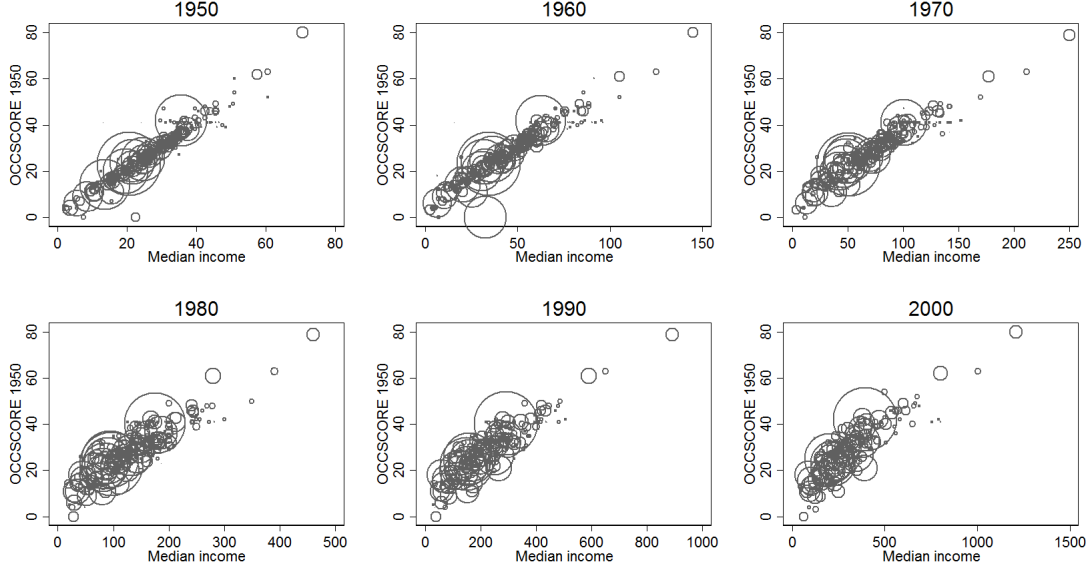 1950
1960
1970
OCCSCORE 1950
0 20 40 60 80
0 20 40 60 80
Median income
OCCSCORE 1950
0 20 40 60 80
0 50 100 150
Median income
OCCSCORE 1950
0 20 40 60 80
0 50 100 150 200 250
Median income
1980
1990
2000
OCCSCORE 1950
0 20 40 60 80
0 100 200 300 400 500
Median income
OCCSCORE 1950
0 20 40 60 80
0 200 400 600 800 1000
Median income
OCCSCORE 1950
0 20 40 60 80
0 500 1000 1500
Median income